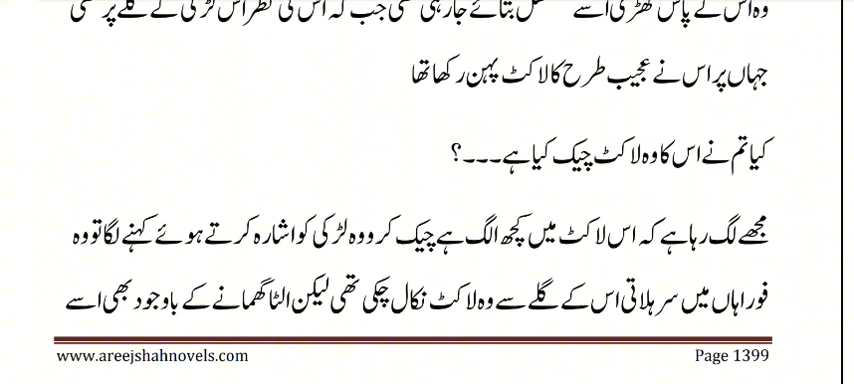 وہ اس کے پاس کھڑی اسے بتائے جا رہی تھی جب کہ اس کی نظر اس لڑکی کے گلے پر تھی
جہاں پر اس نے عجیب طرح کا لاکٹ پہن رکھا تھا
کیا تم نے اس کا وہ لاکٹ چیک کیا ہے۔۔۔؟
مجھے لگ رہا ہے کہ اس لاکٹ میں کچھ الگ ہے چیک کرو وہ لڑکی کو اشارہ کرتے ہوئے کہنے لگا تو وہ
فورا ہاں میں سر ہلاتی اس کے گلے سے وہ لاکٹ نکال چکی تھی لیکن الٹا گھمانے کے باوجود بھی اسے
www.areejshahnovels.com Page 1399